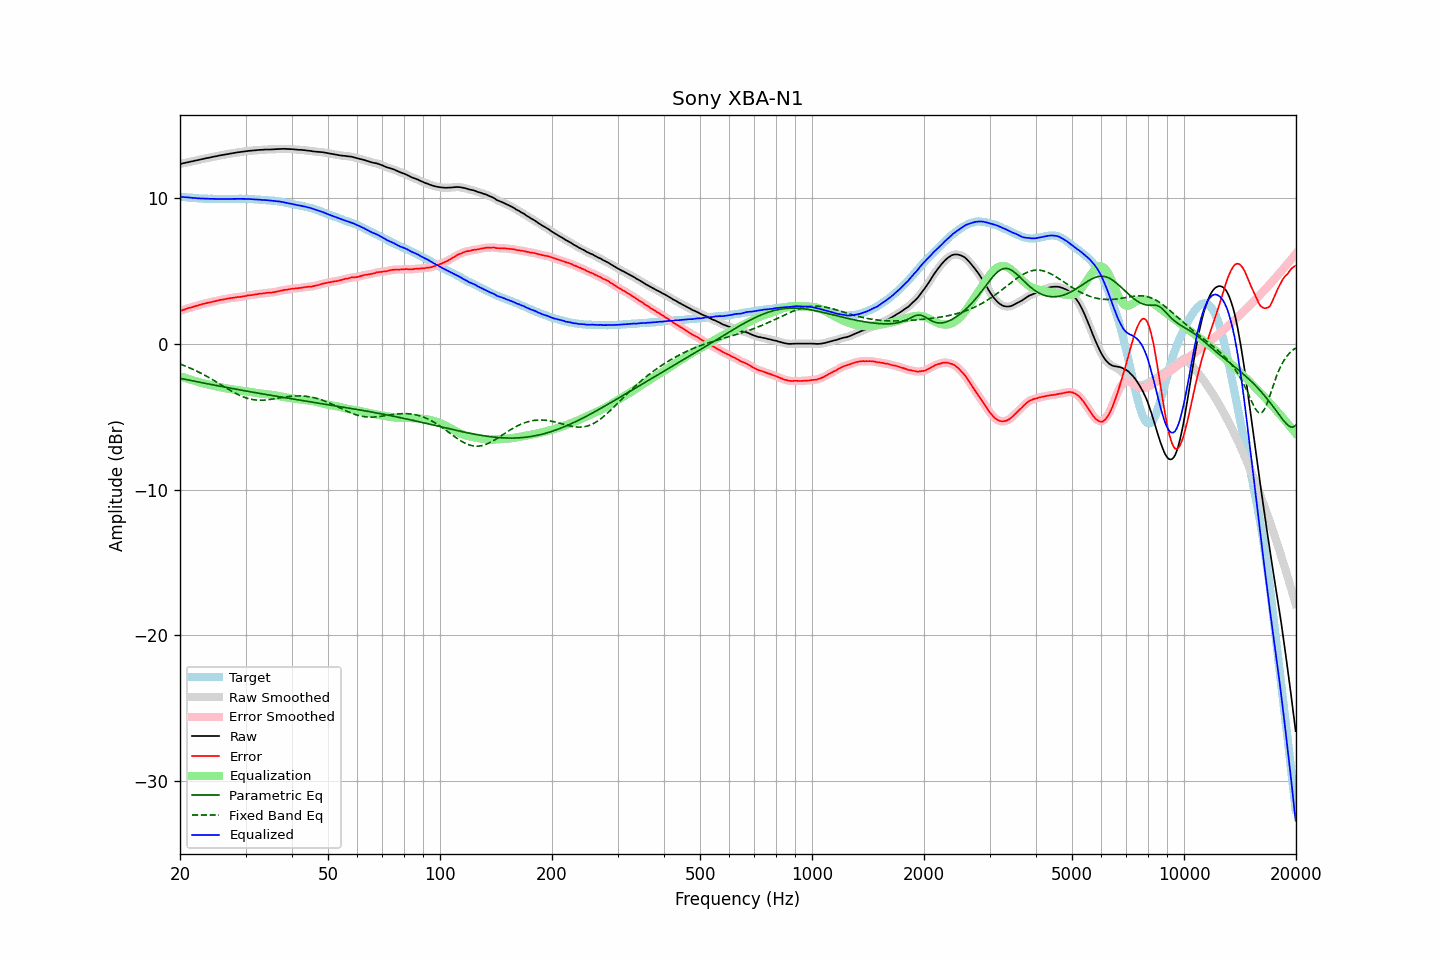 Sony XBA-N1
Amplitude (dBr)
10
0
−10
−20
−30
Target
Raw Smoothed
Error Smoothed
Raw
Error
Equalization
Parametric Eq
Fixed Band Eq
Equalized
20
50
100
200
500
1000
2000
5000
10000
20000
Frequency (Hz)